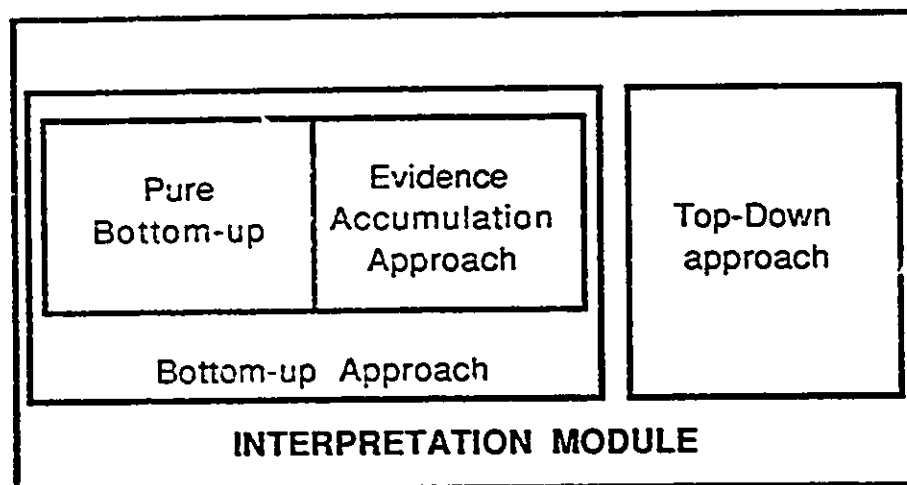 Pure
Bottom-up
Evidence
Accumulation
Approach
Top-Down
approach
Bottom-up Approach
INTERPRETATION MODULE